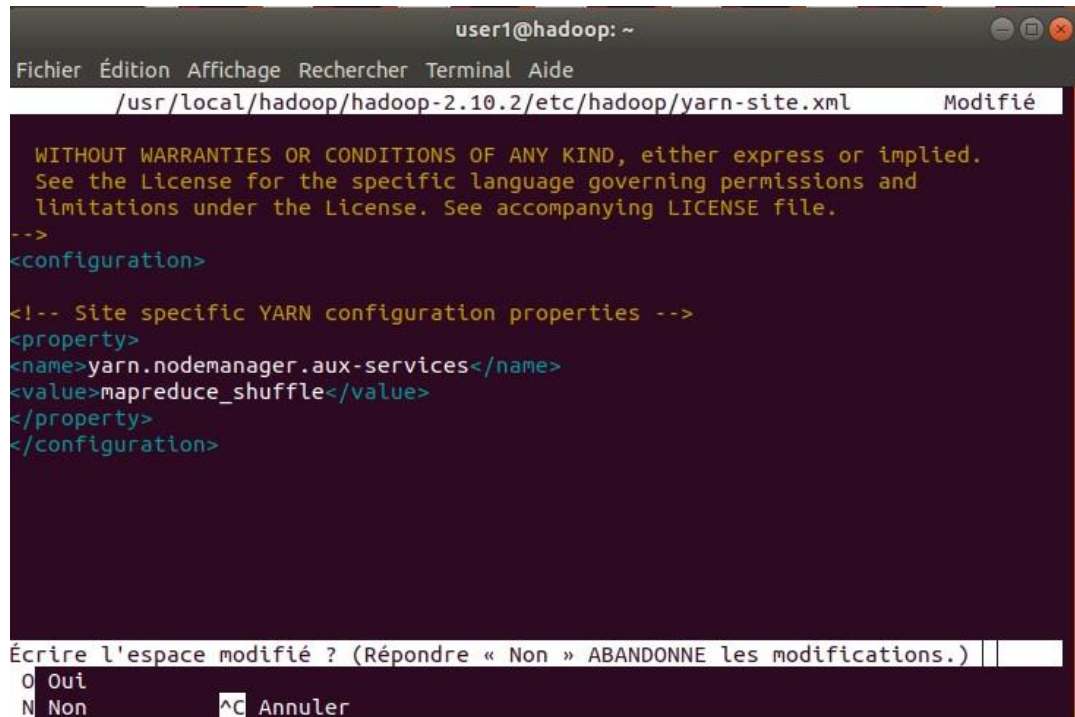 user1@hadoop: ~
Fichier Édition Affichage Rechercher Terminal Aide
/usr/local/hadoop/hadoop-2.10.2/etc/hadoop/yarn-site.xml Modifié
WITHOUT WARRANTIES OR CONDITIONS OF ANY KIND, either express or implied.
See the License for the specific language governing permissions and
limitations under the License. See accompanying LICENSE file.
-->
<configuration>
<!-- Site specific YARN configuration properties -->
<property>
<name>yarn.nodemanager.aux-services</name>
<value>mapreduce_shuffle</value>
</property>
</configuration>
Écrire l'espace modifié ? (Répondre « Non » ABANDONNE les modifications.)
O Oui
N Non ^C Annuler